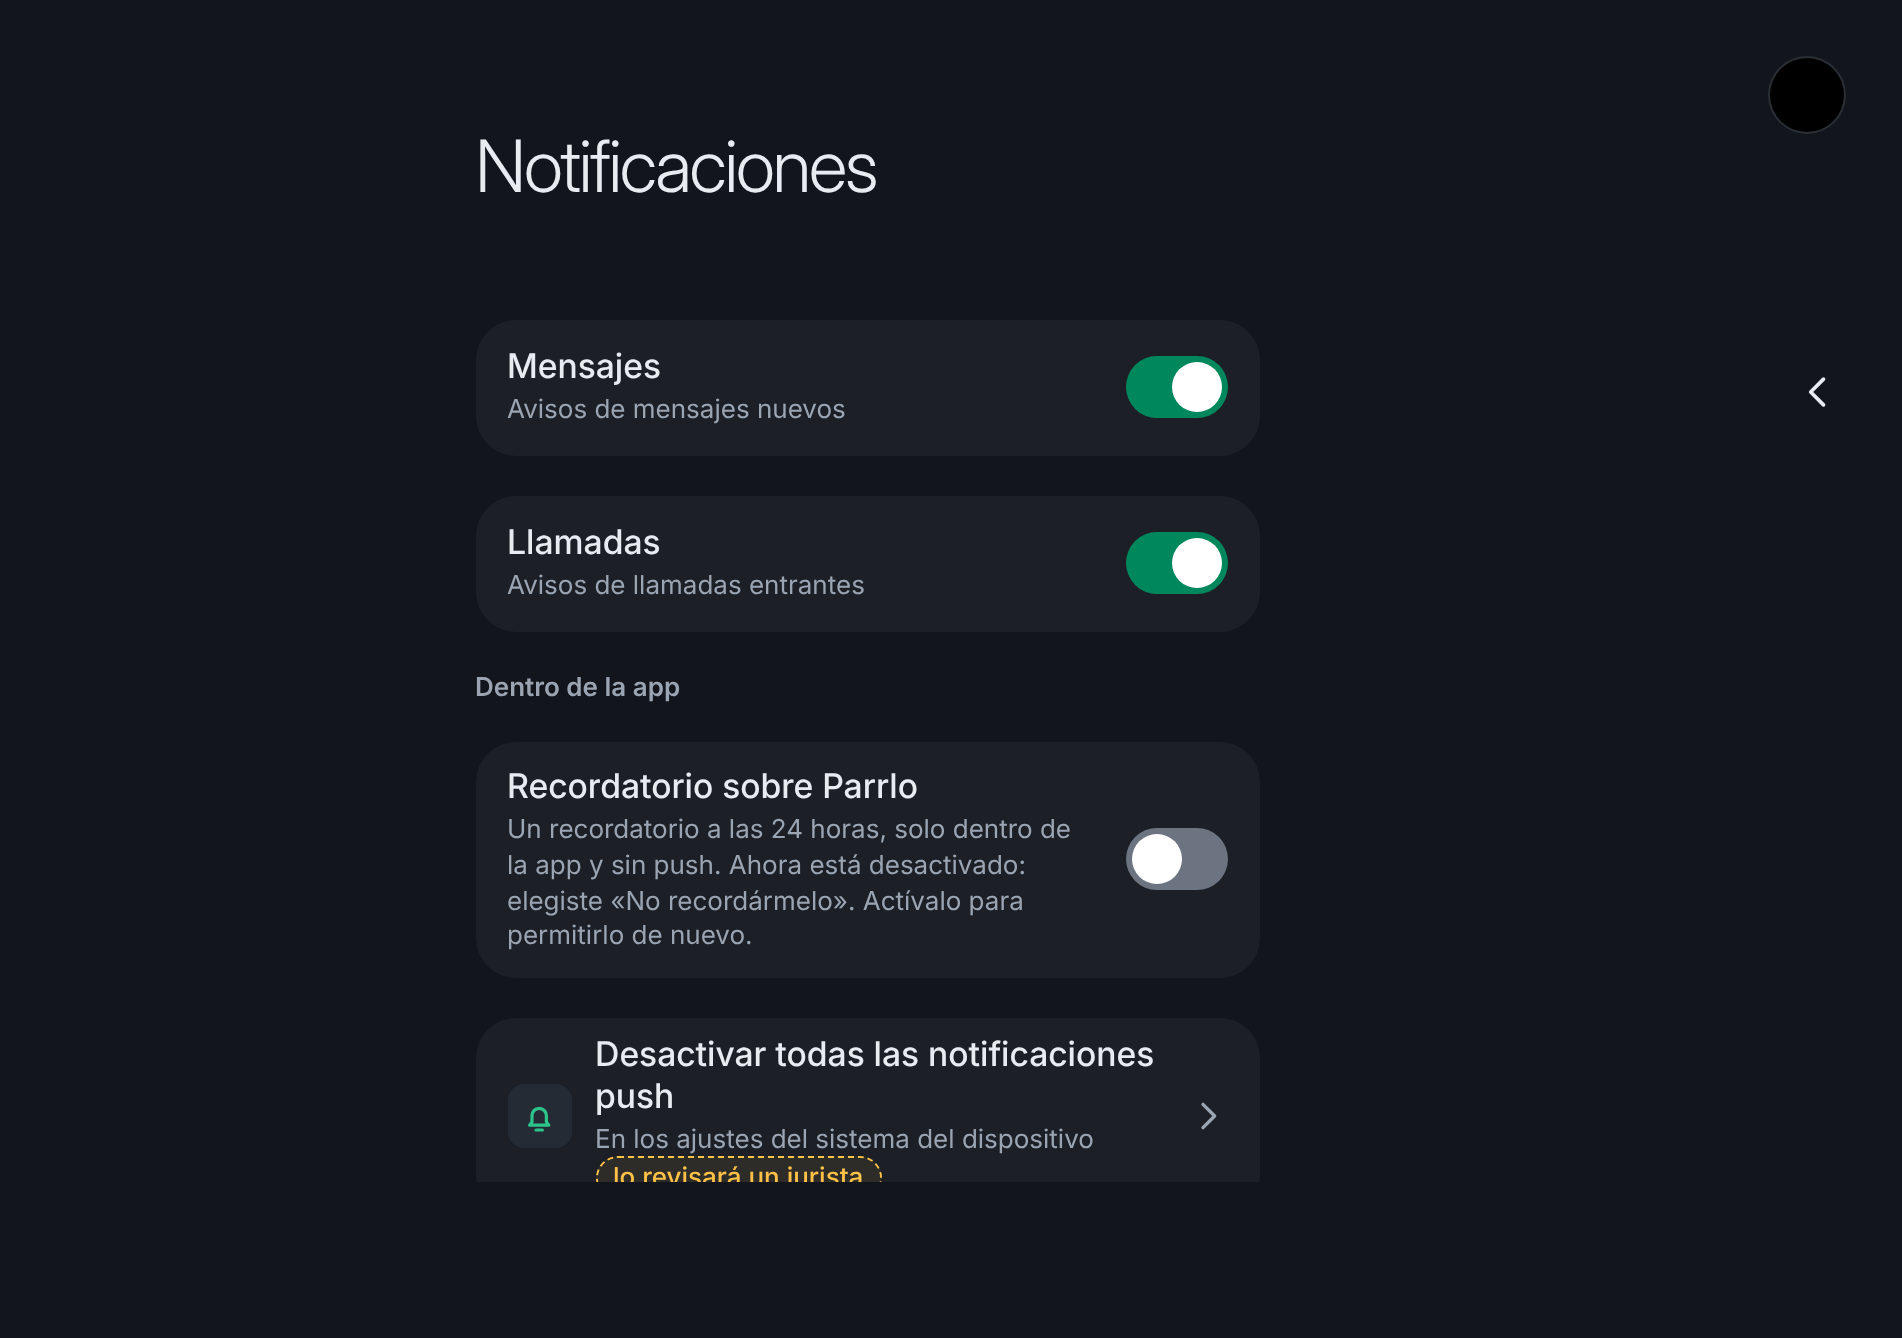 Notificaciones
Mensajes
Avisos de mensajes nuevos
Llamadas
Avisos de llamadas entrantes
Dentro de la app
Recordatorio sobre Parrlo
Un recordatorio a las 24 horas, solo dentro de
la app y sin push. Ahora está desactivado:
elegiste «No recordármelo». Actívalo para
permitirlo de nuevo.
Desactivar todas las notificaciones
push
En los ajustes del sistema del dispositivo
lo revisará un jurista